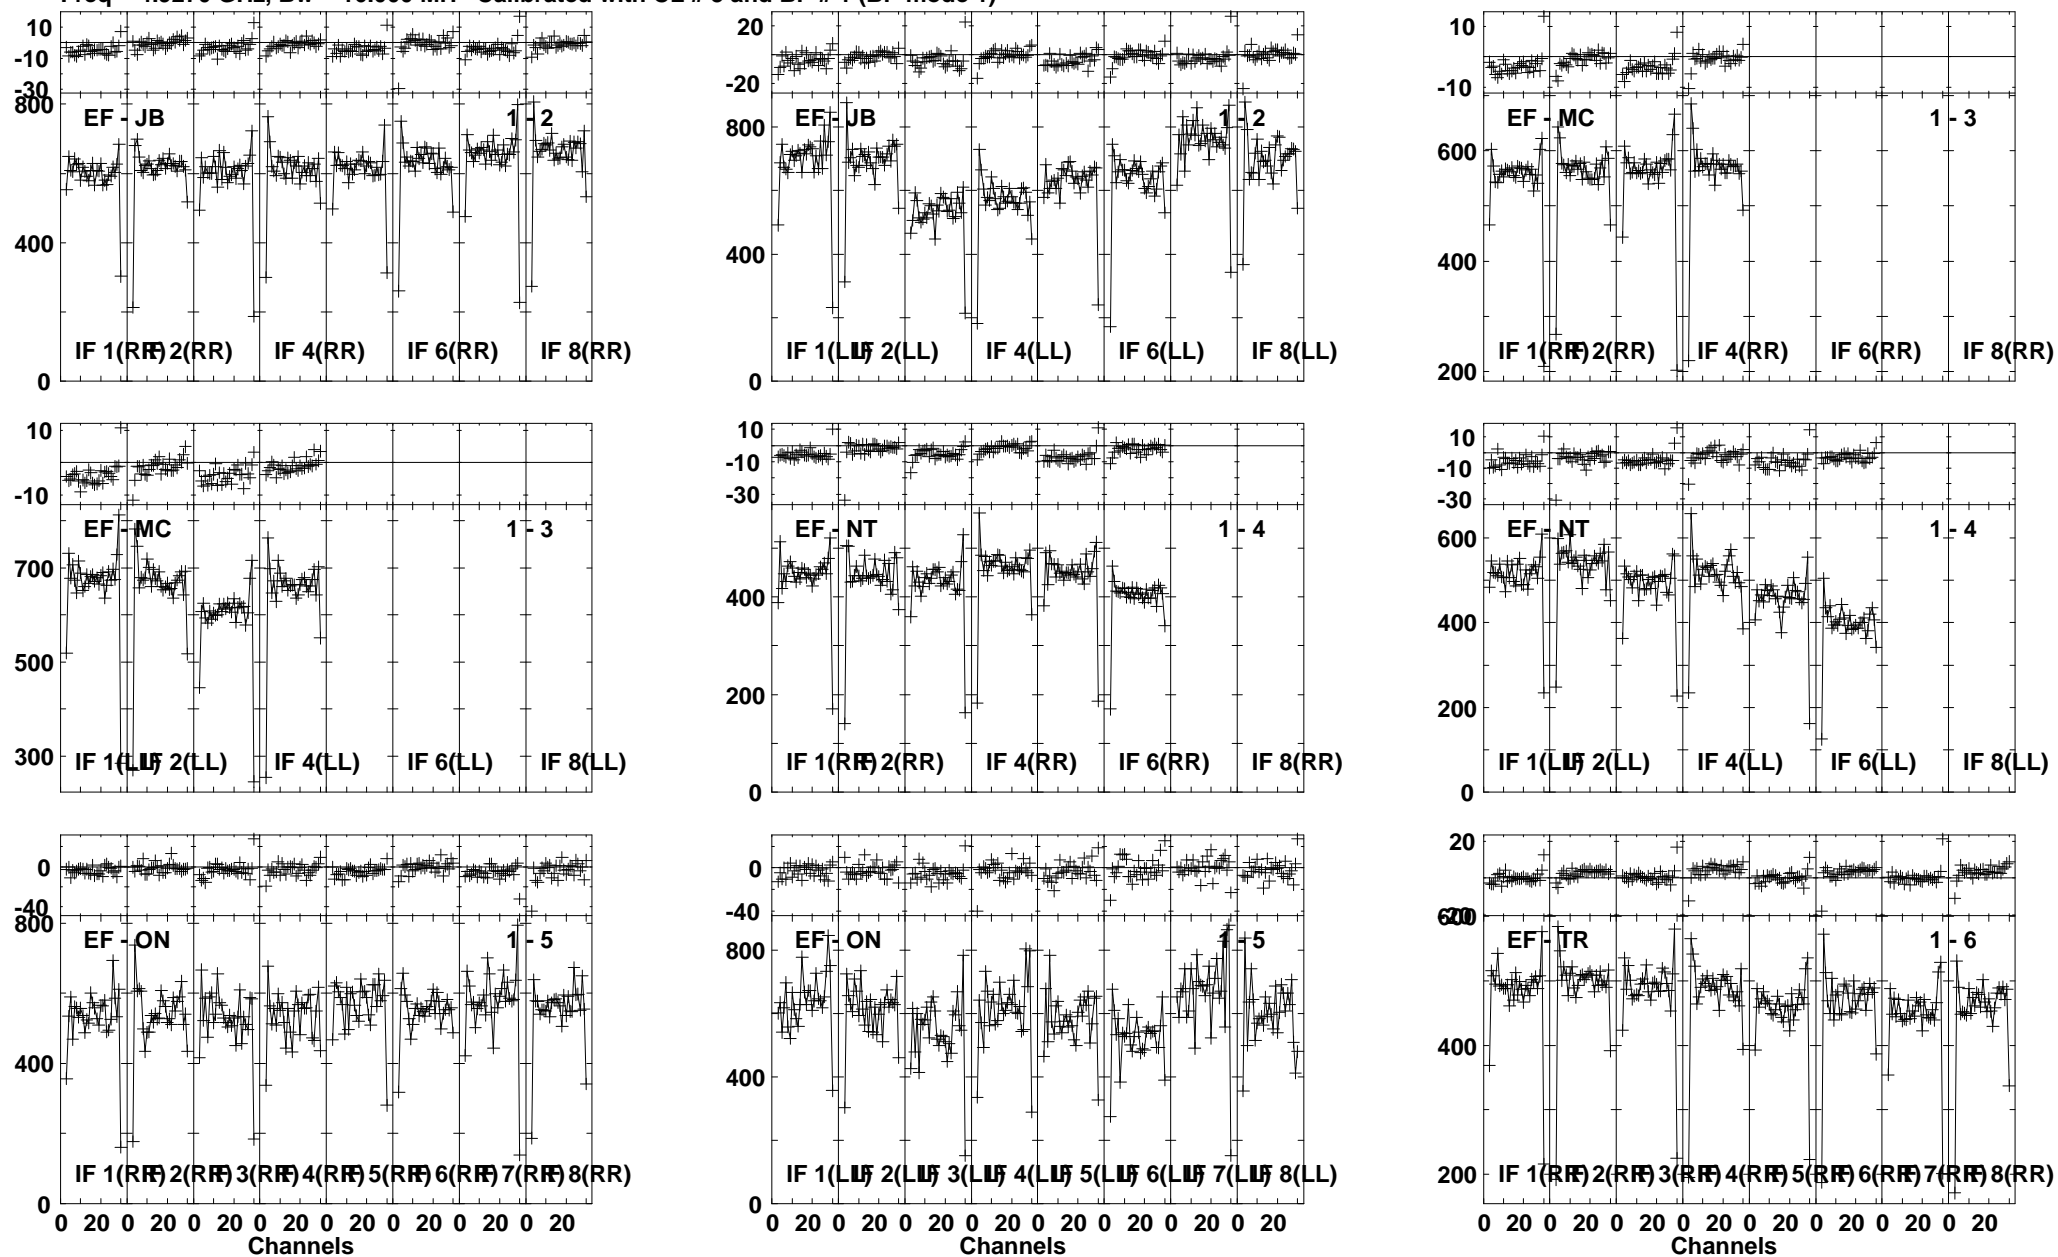 10
-10
-30
20
0
-20
10
0
-10
800
400
0
EF - JB
1 - 2
IF 1(RR)
IF 2(RR)
IF 4(RR)
IF 6(RR)
IF 8(RR)
800
400
0
EF - JB
1 - 2
IF 1(LL)
IF 2(LL)
IF 4(LL)
IF 6(LL)
IF 8(LL)
600
400
200
EF - MC
1 - 3
IF 1(RR)
IF 2(RR)
IF 4(RR)
IF 6(RR)
IF 8(RR)
10
-10
10
-10
-30
10
-10
-30
700
500
300
EF - MC
1 - 3
IF 1(LL)
IF 2(LL)
IF 4(LL)
IF 6(LL)
IF 8(LL)
400
200
0
EF - NT
1 - 4
IF 1(RR)
IF 2(RR)
IF 4(RR)
IF 6(RR)
IF 8(RR)
600
400
200
0
EF - NT
1 - 4
IF 1(LL)
IF 2(LL)
IF 4(LL)
IF 6(LL)
IF 8(LL)
0
-40
0
-40
20
800
400
0
EF - ON
1 - 5
IF 1(RR)
IF 2(RR)
IF 3(RR)
IF 4(RR)
IF 5(RR)
IF 6(RR)
IF 7(RR)
IF 8(RR)
800
400
0
EF - ON
1 - 5
IF 1(LL)
IF 2(LL)
IF 3(LL)
IF 4(LL)
IF 5(LL)
IF 6(LL)
IF 7(LL)
IF 8(LL)
600
400
200
EF - TR
1 - 6
IF 1(RR)
IF 2(RR)
IF 3(RR)
IF 4(RR)
IF 5(RR)
IF 6(RR)
IF 7(RR)
IF 8(RR)
0 20 0 20 0 20 0 20 0 20 0 20 0 20 0 20
0 20 0 20 0 20 0 20 0 20 0 20 0 20 0 20
0 20 0 20 0 20 0 20 0 20 0 20 0 20 0 20
Channels
Channels
Channels